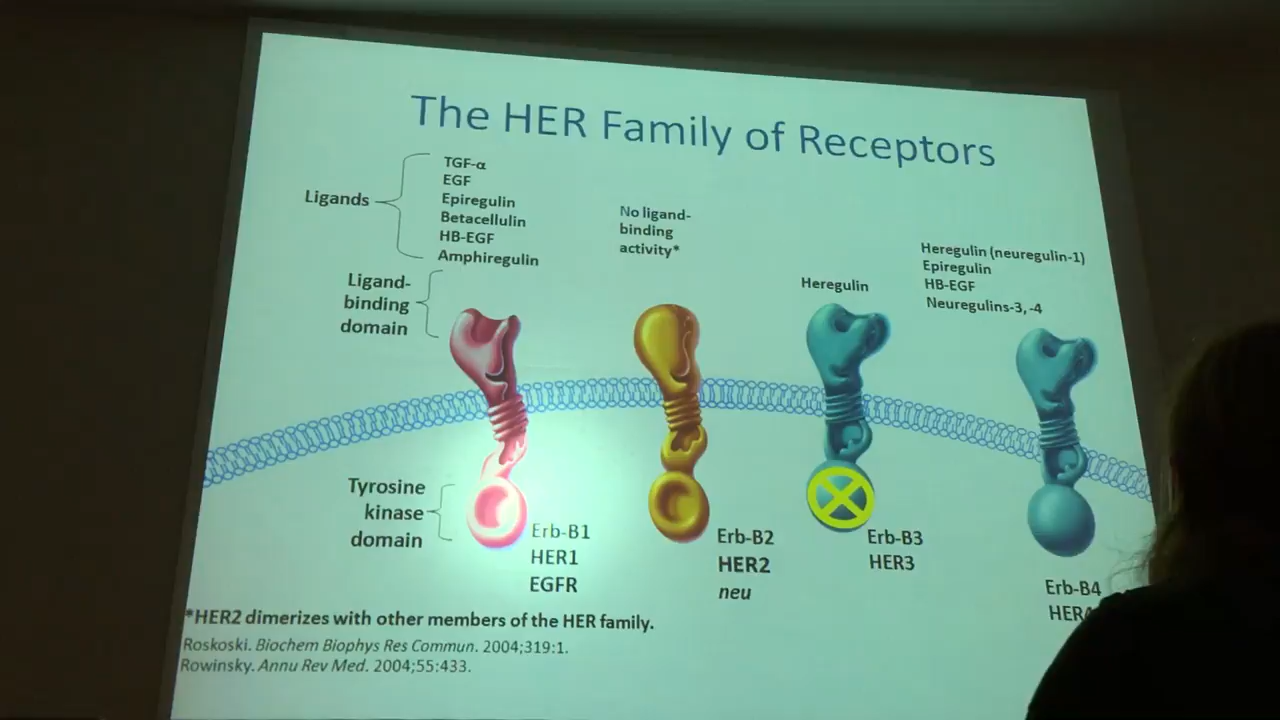 The HER Family of Receptors
Ligands
TGF-α
EGF
Epiregulin
Betacellulin
HB-EGF
Amphiregulin
No ligand-
binding
activity*
Heregulin
Heregulin (neuregulin-1)
Epiregulin
HB-EGF
Neuregulins-3,-4
Ligand-
binding
domain
Tyrosine
kinase
domain
Erb-B1
HER1
EGFR
Erb-B2
HER2
neu
Erb-B3
HER3
Erb-B4
*HER2 dimerizes with other members of the HER family.
Roskoski. Biochem Biophys Res Commun. 2004;319:1.
Rowinsky. Annu Rev Med. 2004;55:433.